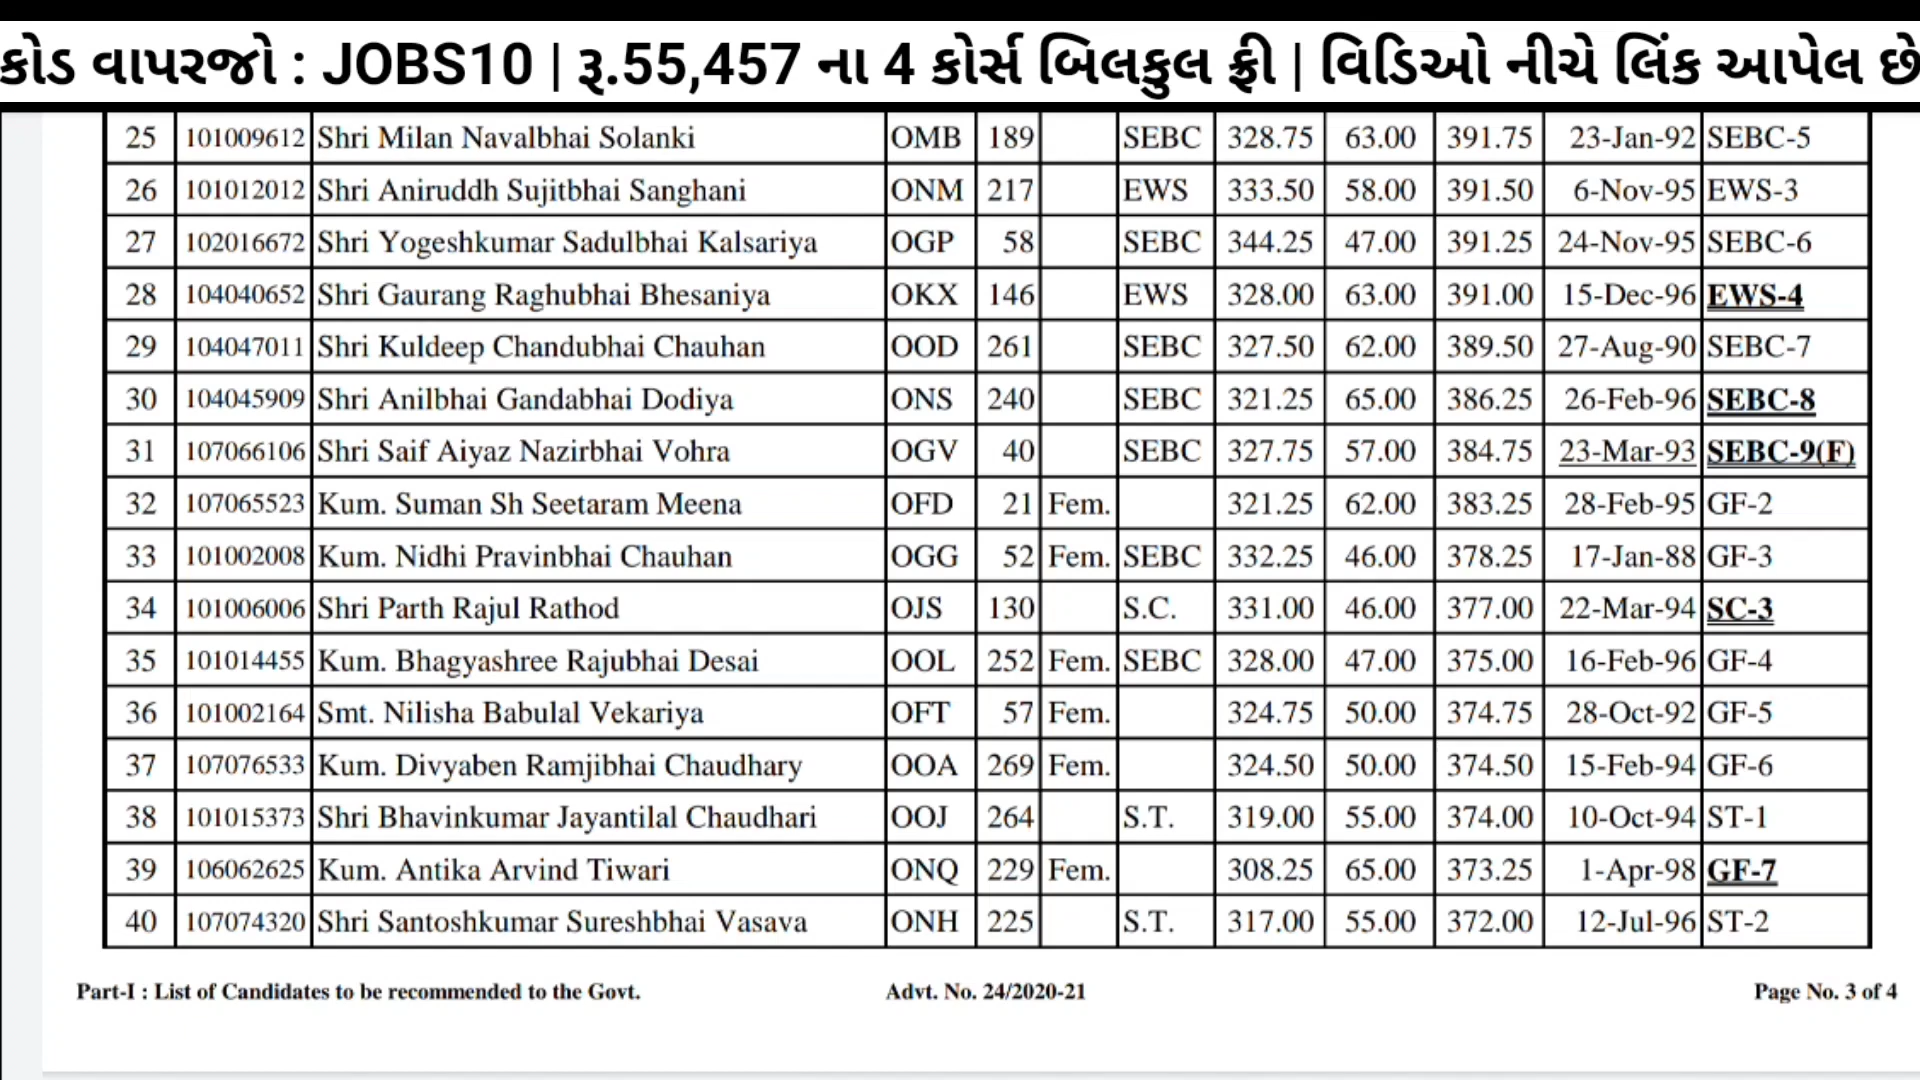 કોડ વાપરજો : JOBS10 | રૂ.55,457 ના 4 કોર્સ બિલકુલ ફ્રી | વિડિઓ નીચે લિંક આપેલ છે
25 101009612 Shri Milan Navalbhai Solanki OMB 189 SEBC 328.75 63.00 391.75 23-Jan-92 SEBC-5
26 101012012 Shri Aniruddh Sujitbhai Sanghani ONM 217 EWS 333.50 58.00 391.50 6-Nov-95 EWS-3
27 102016672 Shri Yogeshkumar Sadulbhai Kalsariya OGP 58 SEBC 344.25 47.00 391.25 24-Nov-95 SEBC-6
28 104040652 Shri Gaurang Raghubhai Bhesaniya OKX 146 EWS 328.00 63.00 391.00 15-Dec-96 EWS-4
29 104047011 Shri Kuldeep Chandubhai Chauhan OOD 261 SEBC 327.50 62.00 389.50 27-Aug-90 SEBC-7
30 104045909 Shri Anilbhai Gandabhai Dodiya ONS 240 SEBC 321.25 65.00 386.25 26-Feb-96 SEBC-8
31 107066106 Shri Saif Aiyaz Nazirbhai Vohra OGV 40 SEBC 327.75 57.00 384.75 23-Mar-93 SEBC-9(F)
32 107065523 Kum. Suman Sh Seetaram Meena OFD 21 Fem. 321.25 62.00 383.25 28-Feb-95 GF-2
33 101002008 Kum. Nidhi Pravinbhai Chauhan OGG 52 Fem. SEBC 332.25 46.00 378.25 17-Jan-88 GF-3
34 101006006 Shri Parth Rajul Rathod OJS 130 S.C. 331.00 46.00 377.00 22-Mar-94 SC-3
35 101014455 Kum. Bhagyashree Rajubhai Desai OOL 252 Fem. SEBC 328.00 47.00 375.00 16-Feb-96 GF-4
36 101002164 Smt. Nilisha Babulal Vekariya OFT 57 Fem. 324.75 50.00 374.75 28-Oct-92 GF-5
37 107076533 Kum. Divyaben Ramjibhai Chaudhary OOA 269 Fem. 324.50 50.00 374.50 15-Feb-94 GF-6
38 101015373 Shri Bhavinkumar Jayantilal Chaudhari OOJ 264 S.T. 319.00 55.00 374.00 10-Oct-94 ST-1
39 106062625 Kum. Antika Arvind Tiwari ONQ 229 Fem. 308.25 65.00 373.25 1-Apr-98 GF-7
40 107074320 Shri Santoshkumar Sureshbhai Vasava ONH 225 S.T. 317.00 55.00 372.00 12-Jul-96 ST-2
Part-I : List of Candidates to be recommended to the Govt. Advt. No. 24/2020-21 Page No. 3 of 4